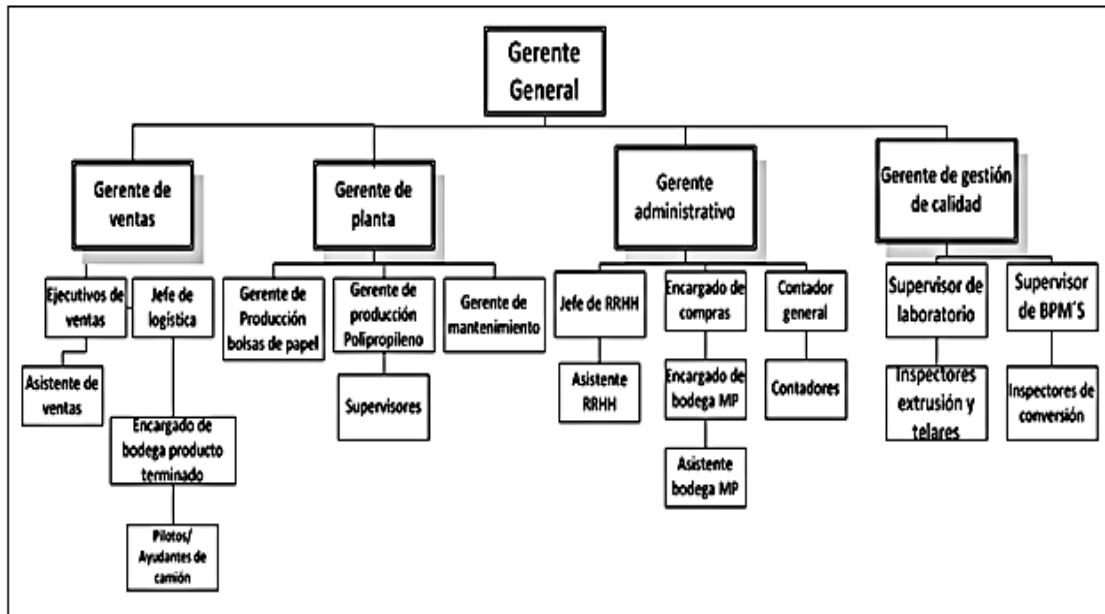 Gerente
General
Gerente de
ventas
Gerente de
planta
Gerente
administrativo
Gerente de gestión
de calidad
Ejecutivos de
ventas
Jefe de
logística
Gerente de
Producción
bolsas de papel
Gerente de
producción
Polipropileno
Gerente de
mantenimiento
Jefe de RRHH
Encargado de
compras
Contador
general
Supervisor de
laboratorio
Supervisor
de BPM´S
Asistente de
ventas
Supervisores
Asistente
RRHH
Encargado de
bodega MP
Contadores
Inspectores
extrusión y
telares
Inspectores de
conversión
Encargado de
bodega producto
terminado
Asistente
bodega MP
Pilotos/
Ayudantes de
camión